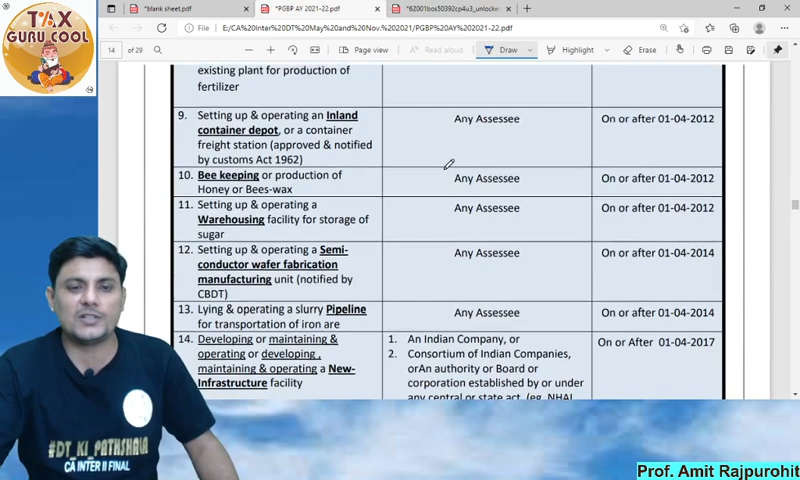 TAX
GURU COOL
*blank sheet.pdf
*PGBP AY 2021-22.pdf
*62001bos50392cp4u3_unlocked
File
E:/CA%20Inter%20DT%20May%20and%20Nov.%202021/PGBP%20AY%202021-22.pdf
14 of 29
Page view
Read aloud
Draw
Highlight
Erase
existing plant for production of
fertilizer
9. Setting up & operating an Inland
container depot, or a container
freight station (approved & notified
by customs Act 1962)
Any Assessee
On or after 01-04-2012
10. Bee keeping or production of
Honey or Bees-wax
Any Assessee
On or after 01-04-2012
11. Setting up & operating a
Warehousing facility for storage of
sugar
Any Assessee
On or after 01-04-2012
12. Setting up & operating a Semi-
conductor wafer fabrication
manufacturing unit (notified by
CBDT)
Any Assessee
On or after 01-04-2014
13. Lying & operating a slurry Pipeline
for transportation of iron are
Any Assessee
On or after 01-04-2014
14. Developing or maintaining &
operating or developing ,
maintaining & operating a New-
Infrastructure facility
1. An Indian Company, or
2. Consortium of Indian Companies,
orAn authority or Board or
corporation established by or under
any central or state act. (eg. NHAI
On or After 01-04-2017
#DT_KI_PATHSHALA
CA INTER II FINAL
Prof. Amit Rajpurohit